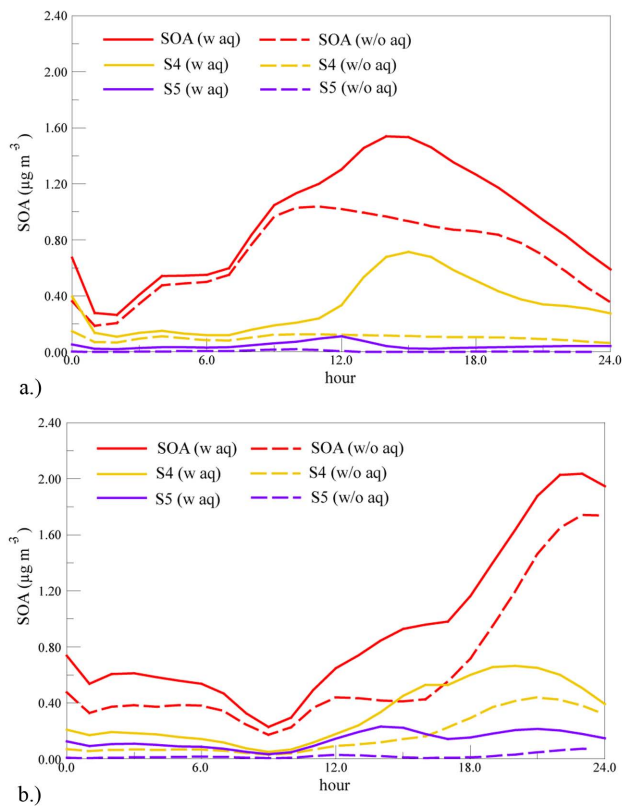 2.40
SOA (w aq) SOA (w/o aq)
2.00
S4 (w aq) S4 (w/o aq)
S5 (w aq) S5 (w/o aq)
1.60
SOA (µg m⁻³)
1.20
0.80
0.40
0.00
0.0 6.0 12.0 18.0 24.0
hour
a.)
2.40
SOA (w aq) SOA (w/o aq)
2.00
S4 (w aq) S4 (w/o aq)
S5 (w aq) S5 (w/o aq)
1.60
SOA (µg m⁻³)
1.20
0.80
0.40
0.00
0.0 6.0 12.0 18.0 24.0
hour
b.)